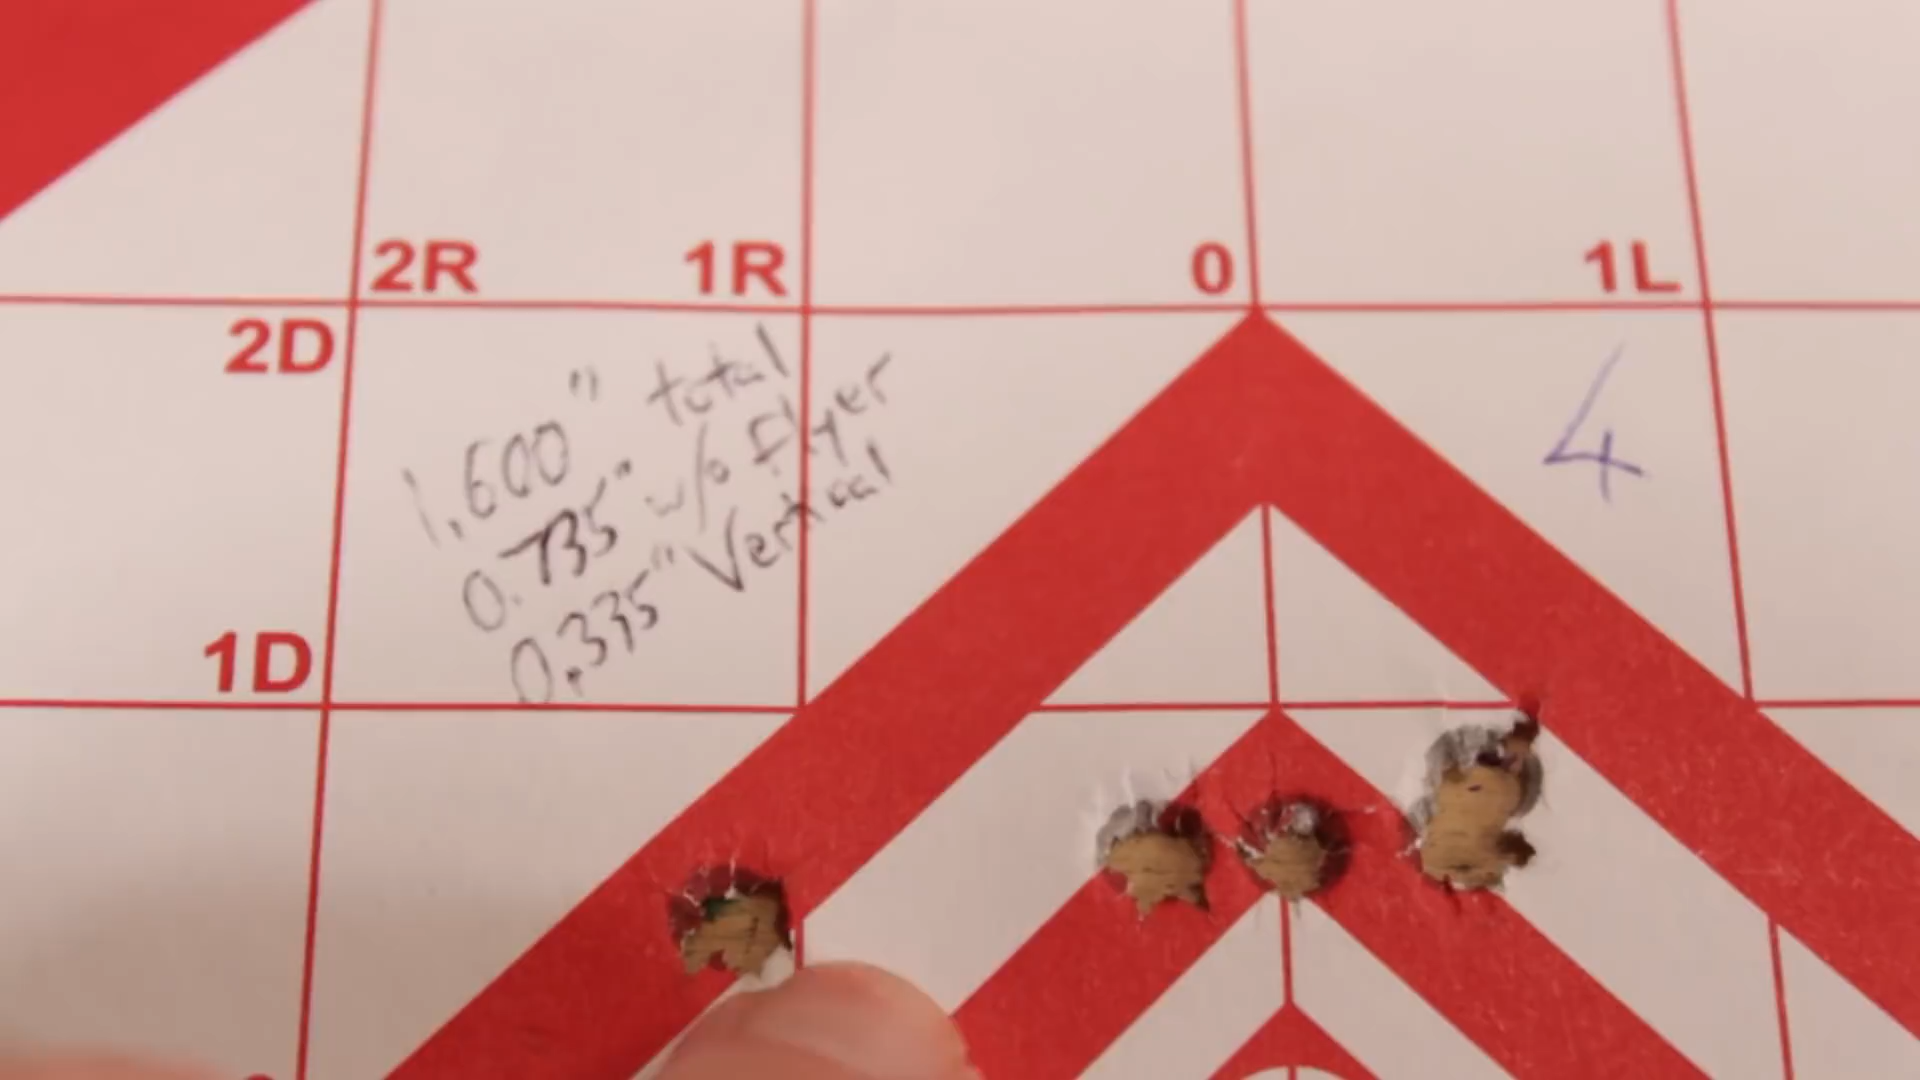 2R 1R 0 1L
2D
1.600" total
0.735" w/o Flyer
0.335" Vertical
4
1D